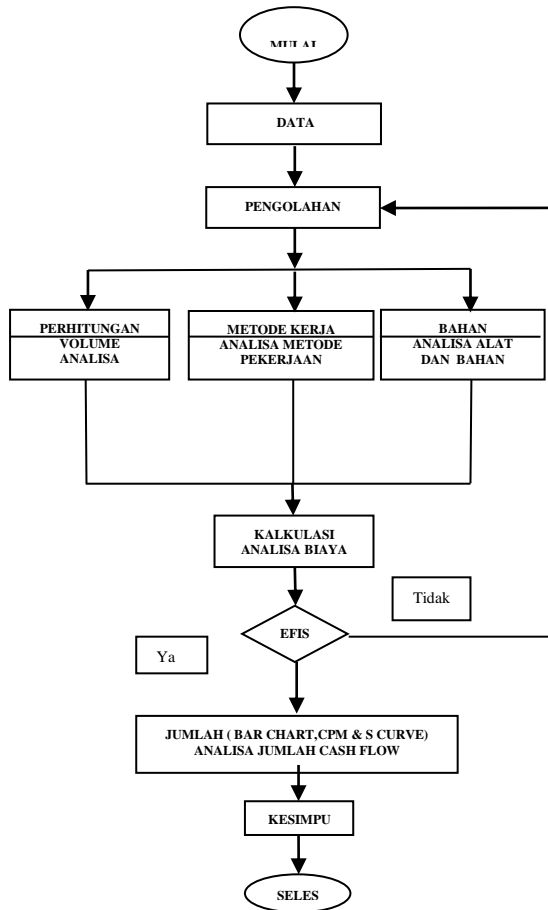 MULAI
DATA
PENGOLAHAN
PERHITUNGAN
VOLUME
ANALISA
METODE KERJA
ANALISA METODE
PEKERJAAN
BAHAN
ANALISA ALAT
DAN BAHAN
KALKULASI
ANALISA BIAYA
Tidak
EFIS
Ya
JUMLAH ( BAR CHART,CPM & S CURVE)
ANALISA JUMLAH CASH FLOW
KESIMPU
SELES